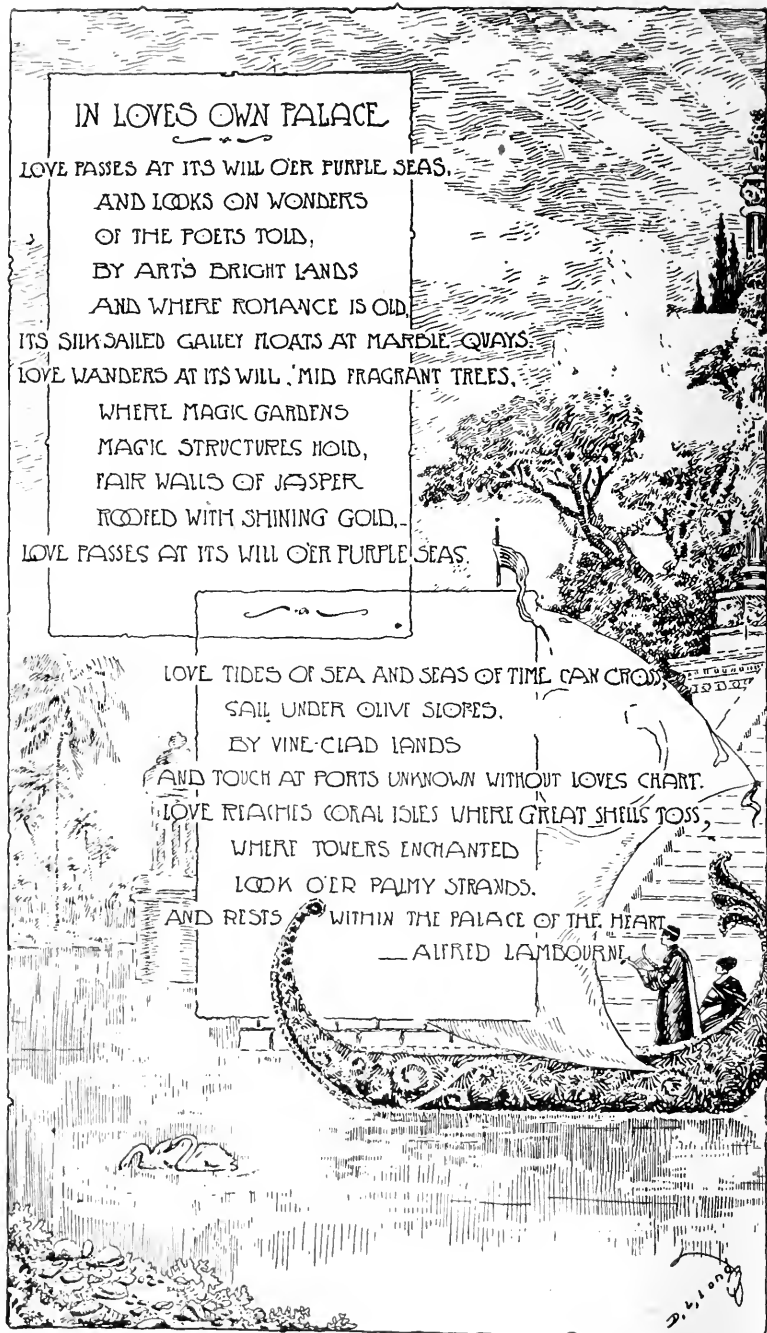 IN LOVES OWN PALACE
LOVE PASSES AT ITS WILL O'ER PURPLE SEAS,
AND LOOKS ON WONDERS
OF THE POETS TOLD,
BY ART'S BRIGHT LANDS
AND WHERE ROMANCE IS OLD,
ITS SILK-SAILED GALLEY FLOATS AT MARBLE QUAYS.
LOVE WANDERS AT ITS WILL, 'MID FRAGRANT TREES,
WHERE MAGIC GARDENS
MAGIC STRUCTURES HOLD,
FAIR WALLS OF JASPER
ROOFED WITH SHINING GOLD,—
LOVE PASSES AT ITS WILL O'ER PURPLE SEAS.
LOVE TIDES OF SEA AND SEAS OF TIME CAN CROSS,
SAIL UNDER OLIVE SLOPES,
BY VINE-CLAD LANDS
AND TOUCH AT PORTS UNKNOWN WITHOUT LOVES CHART.
LOVE REACHES CORAL ISLES WHERE GREAT SHELLS TOSS,
WHERE TOWERS ENCHANTED
LOOK O'ER PALMY STRANDS.
AND RESTS WITHIN THE PALACE OF THE HEART
—ALFRED LAMBOURNE